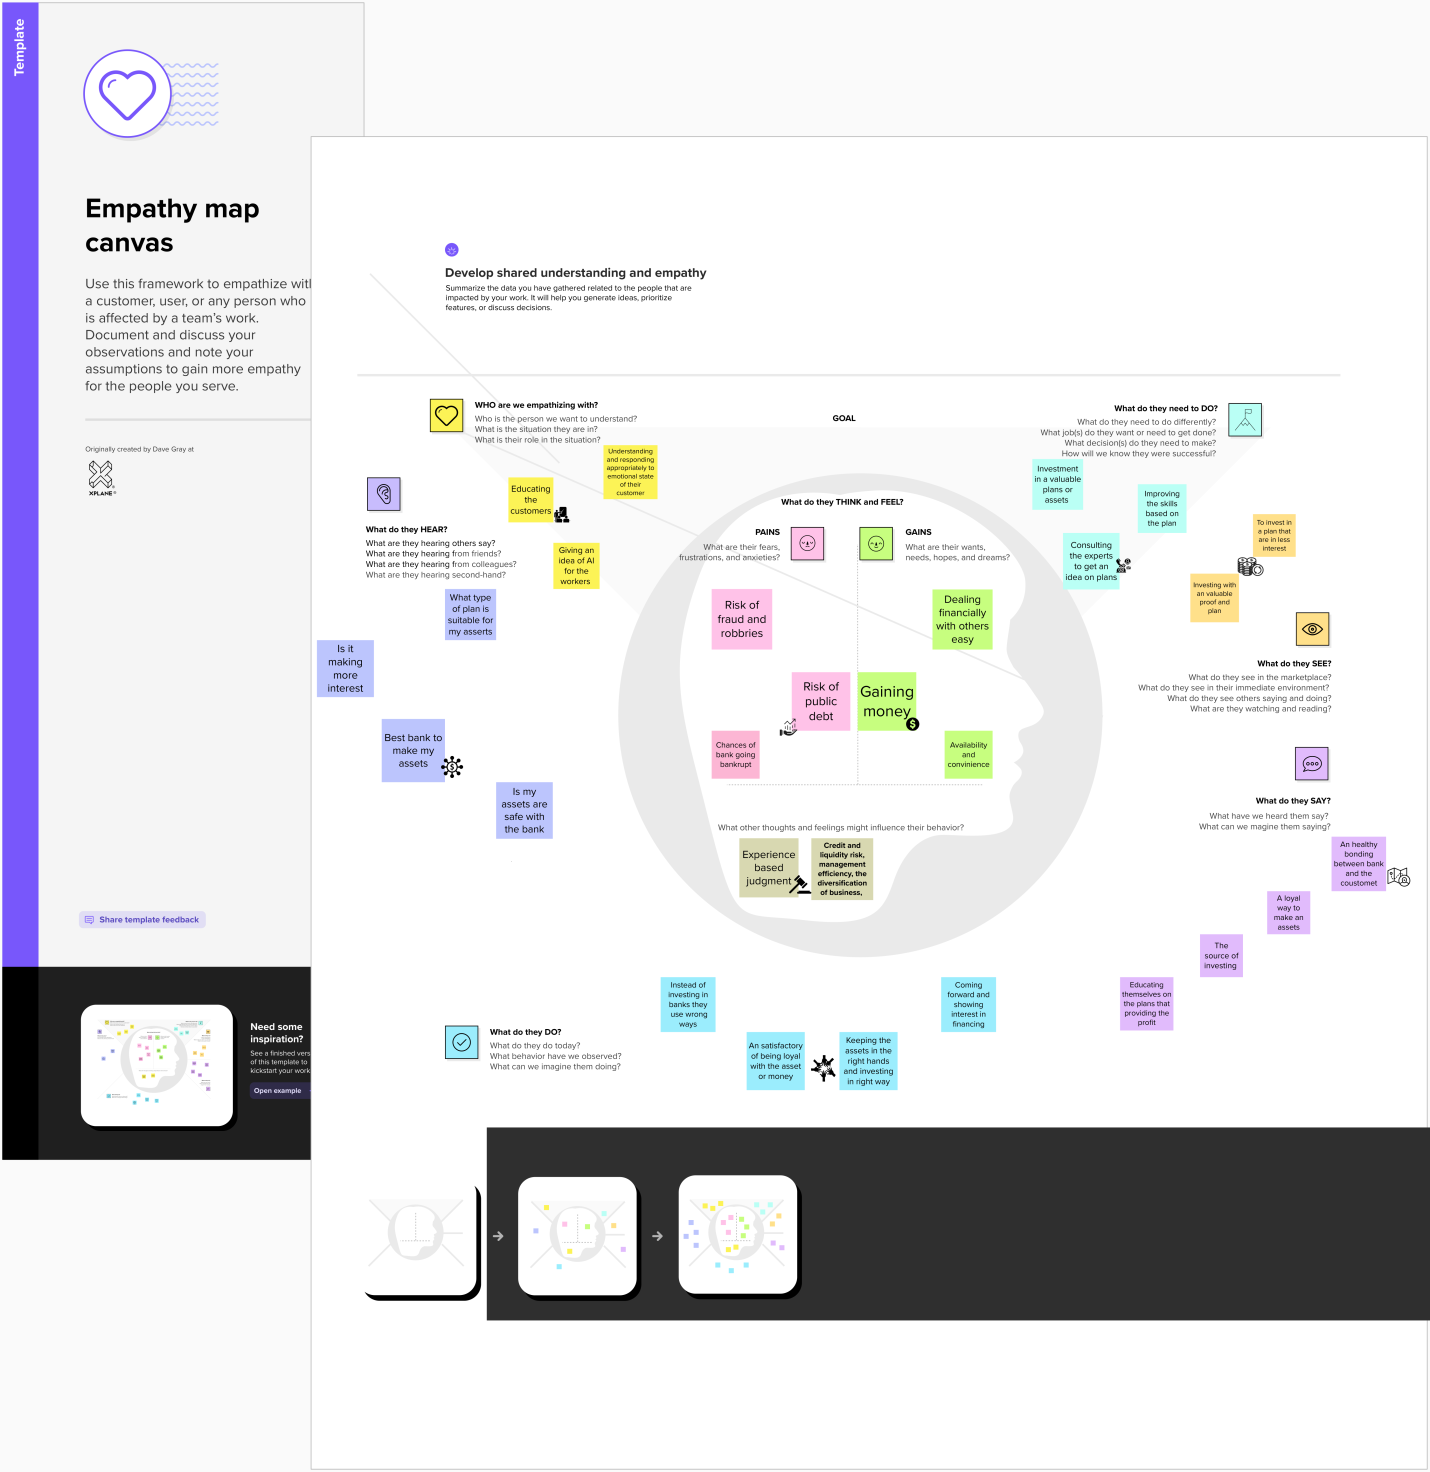 Template
Empathy map
canvas
Use this framework to empathize with
a customer, user, or any person who
is affected by a team's work.
Document and discuss your
observations and note your
assumptions to gain more empathy
for the people you serve.
Originally created by Dave Gray at
XPLANE
Share template feedback
Need some
inspiration?
See a finished vers
of this template to
kickstart your work
Open example
Develop shared understanding and empathy
Summarize the data you have gathered related to the people that are
impacted by your work. It will help you generate ideas, prioritize
features, or discuss decisions.
WHO are we empathizing with?
Who is the person we want to understand?
What is the situation they are in?
What is their role in the situation?
Understanding
and responding
appropriately to
emotional state
of their
customer
Educating
the
customers
Giving an
idea of AI
for the
workers
GOAL
What do they need to DO?
What do they need to do differently?
What job(s) do they want or need to get done?
What decision(s) do they need to make?
How will we know they were successful?
Investment
in a valuable
plans or
assets
Improving
the skills
based on
the plan
Consulting
the experts
to get an
idea on plans
What do they HEAR?
What are they hearing others say?
What are they hearing from friends?
What are they hearing from colleagues?
What are they hearing second-hand?
What type
of plan is
suitable for
my asserts
Is it
making
more
interest
Best bank to
make my
assets
Is my
assets are
safe with
the bank
What do they THINK and FEEL?
PAINS
What are their fears,
frustrations, and anxieties?
GAINS
What are their wants,
needs, hopes, and dreams?
Risk of
fraud and
robbries
Risk of
public
debt
Chances of
bank going
bankrupt
Dealing
financially
with others
easy
Gaining
money
Availability
and
convinience
What other thoughts and feelings might influence their behavior?
Experience
based
judgment
Credit and
liquidity risk,
management
efficiency, the
diversification
of business,
To invest in
a plan that
are in less
interest
Investing with
an valuable
proof and
plan
What do they SEE?
What do they see in the marketplace?
What do they see in their immediate environment?
What do they see others saying and doing?
What are they watching and reading?
What do they SAY?
What have we heard them say?
What can we magine them saying?
An healthy
bonding
between bank
and the
coustomet
A loyal
way to
make an
assets
The
source of
investing
Educating
themselves on
the plans that
providing the
profit
What do they DO?
What do they do today?
What behavior have we observed?
What can we imagine them doing?
Instead of
investing in
banks they
use wrong
ways
An satisfactory
of being loyal
with the asset
or money
Keeping the
assets in the
right hands
and investing
in right way
Coming
forward and
showing
interest in
financing